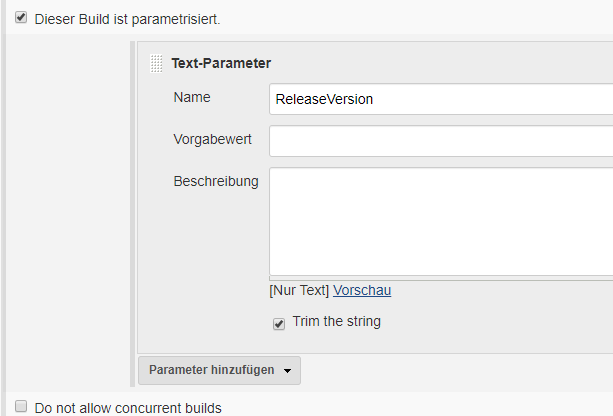 Dieser Build ist parametrisiert.
Text-Parameter
Name
ReleaseVersion
Vorgabewert
Beschreibung
[Nur Text] Vorschau
Trim the string
Parameter hinzufügen
Do not allow concurrent builds